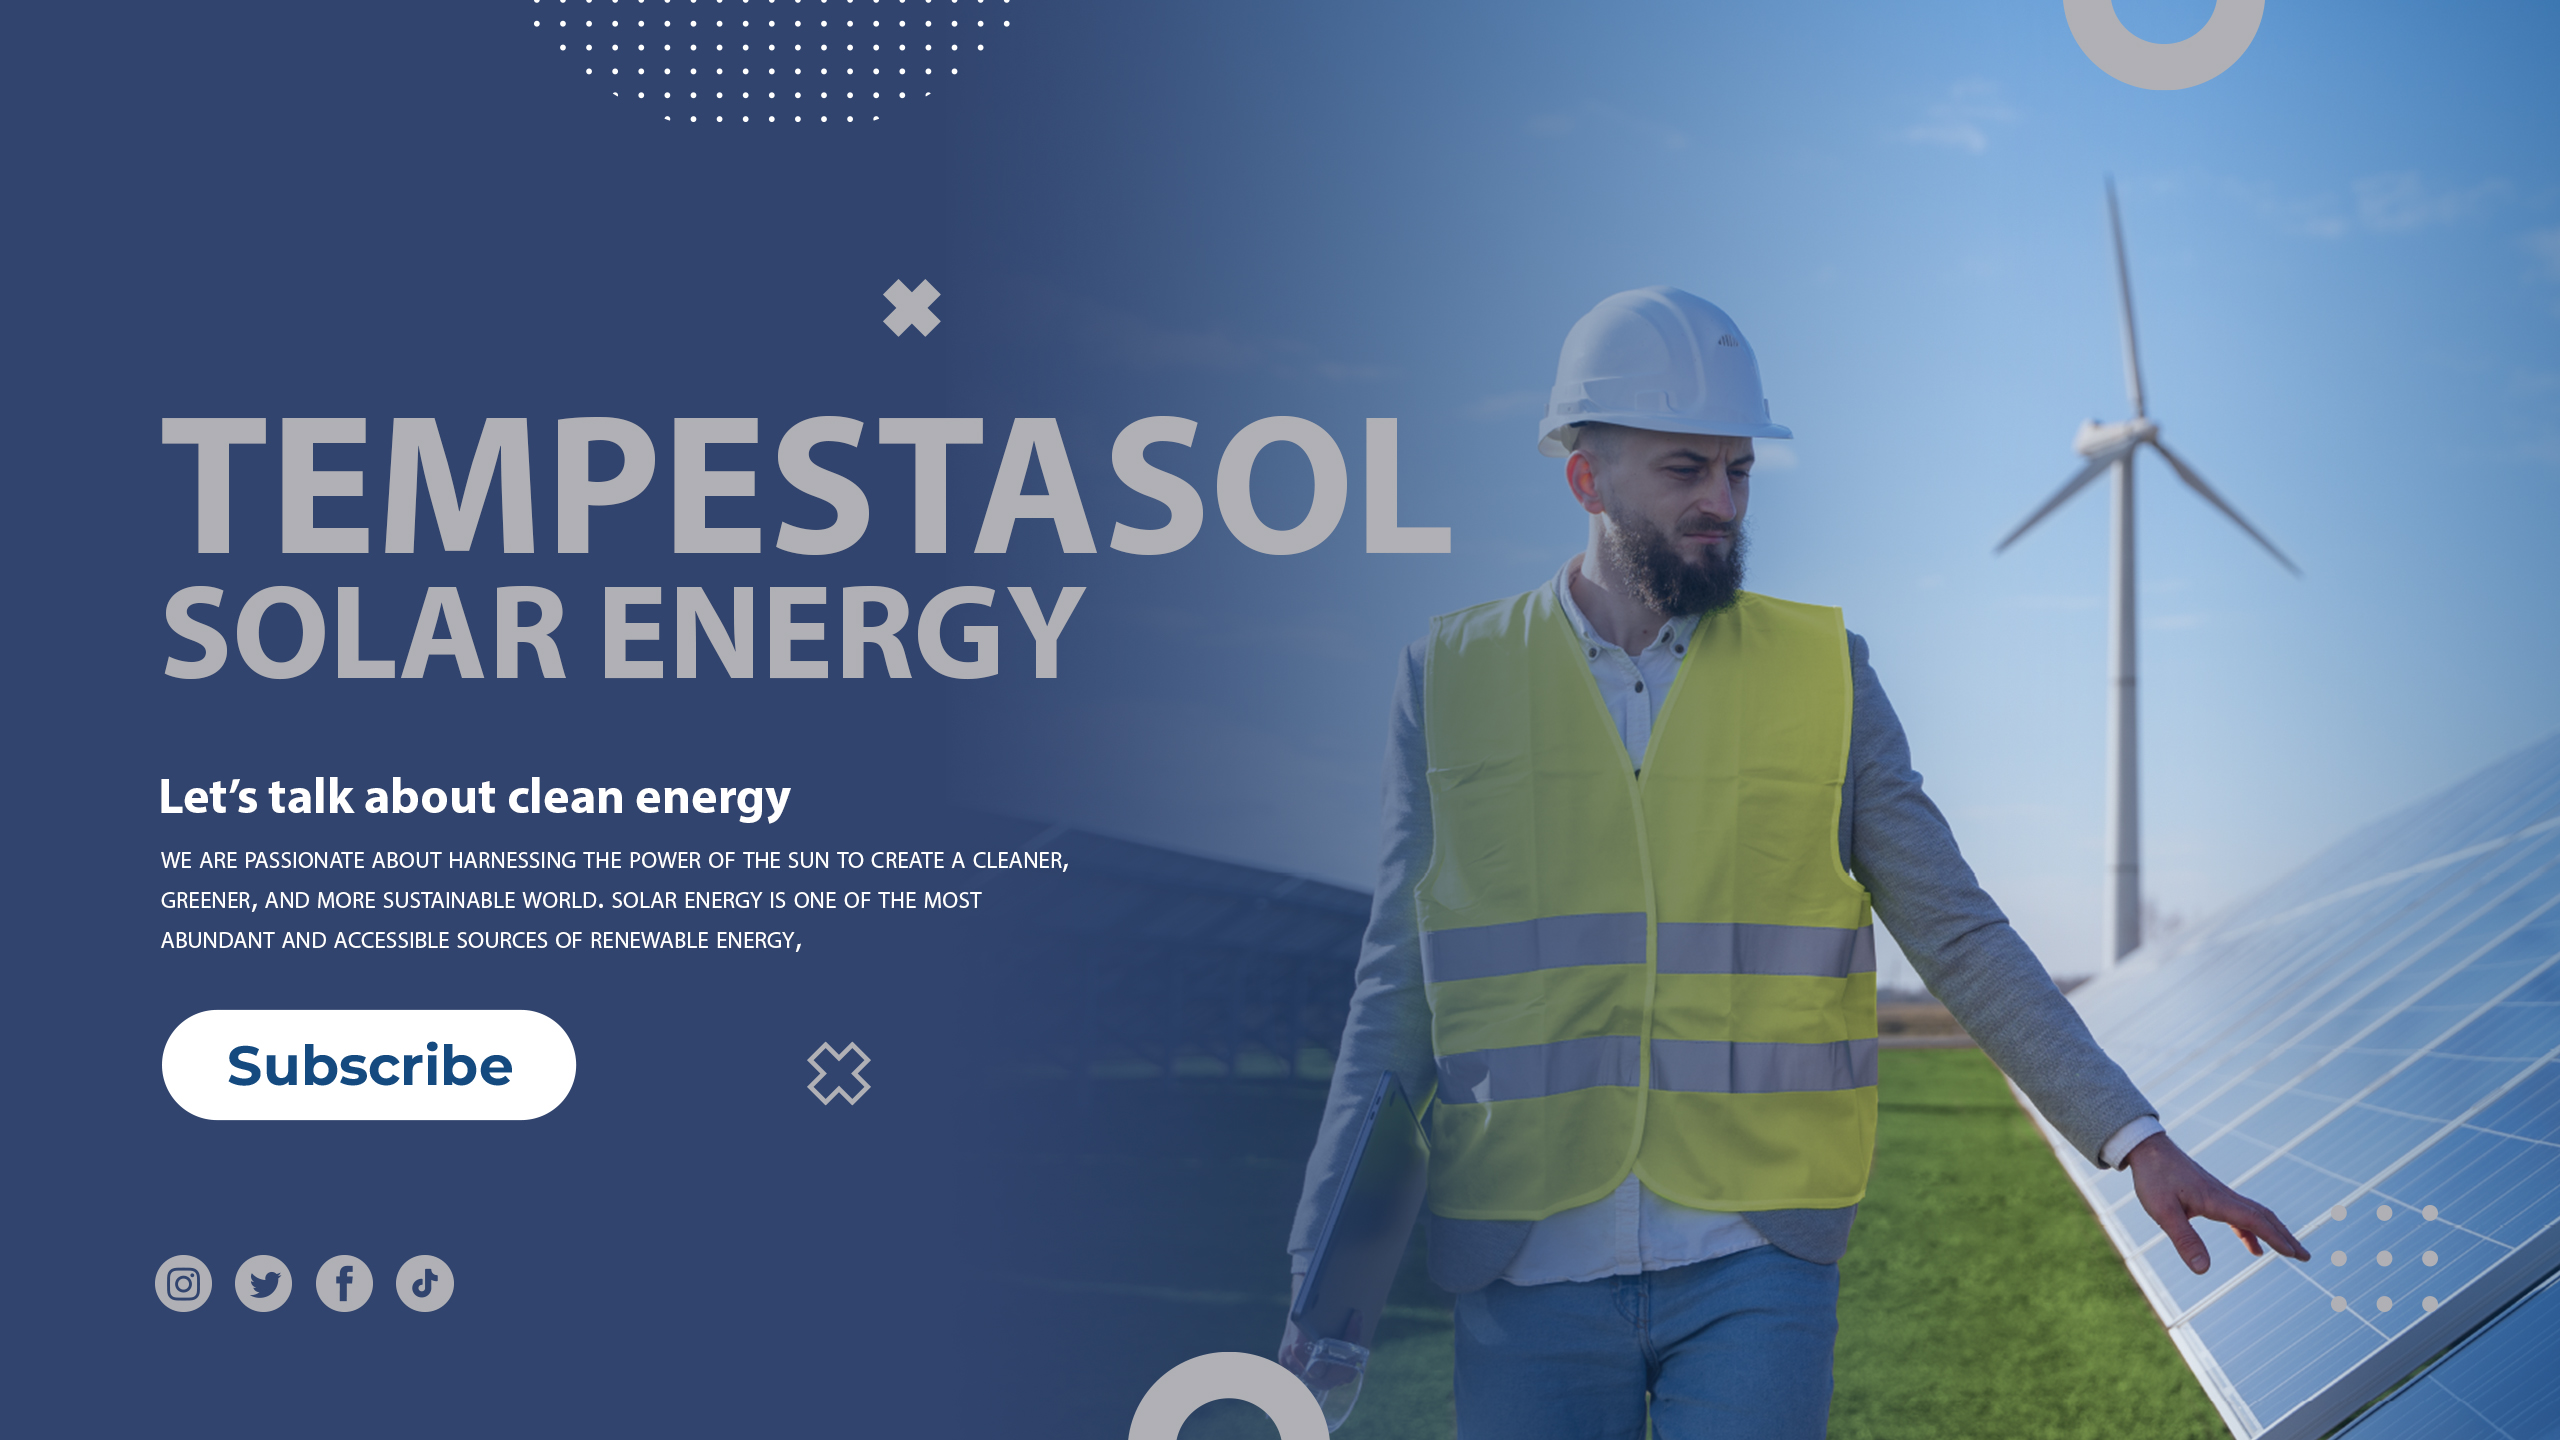 TEMPESTASOL
SOLAR ENERGY
Let’s talk about clean energy
WE ARE PASSIONATE ABOUT HARNESSING THE POWER OF THE SUN TO CREATE A CLEANER,
GREENER, AND MORE SUSTAINABLE WORLD. SOLAR ENERGY IS ONE OF THE MOST
ABUNDANT AND ACCESSIBLE SOURCES OF RENEWABLE ENERGY,
Subscribe